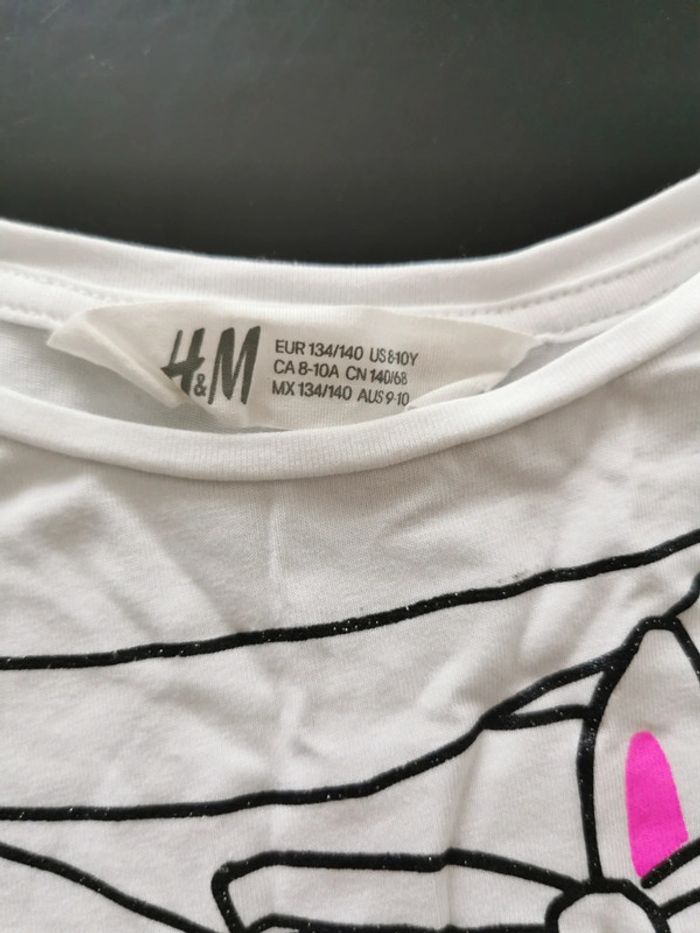 H&M
EUR 134/140 US 8-10Y
CA 8-10A CN 140/68
MX 134/140 AUS 9-10